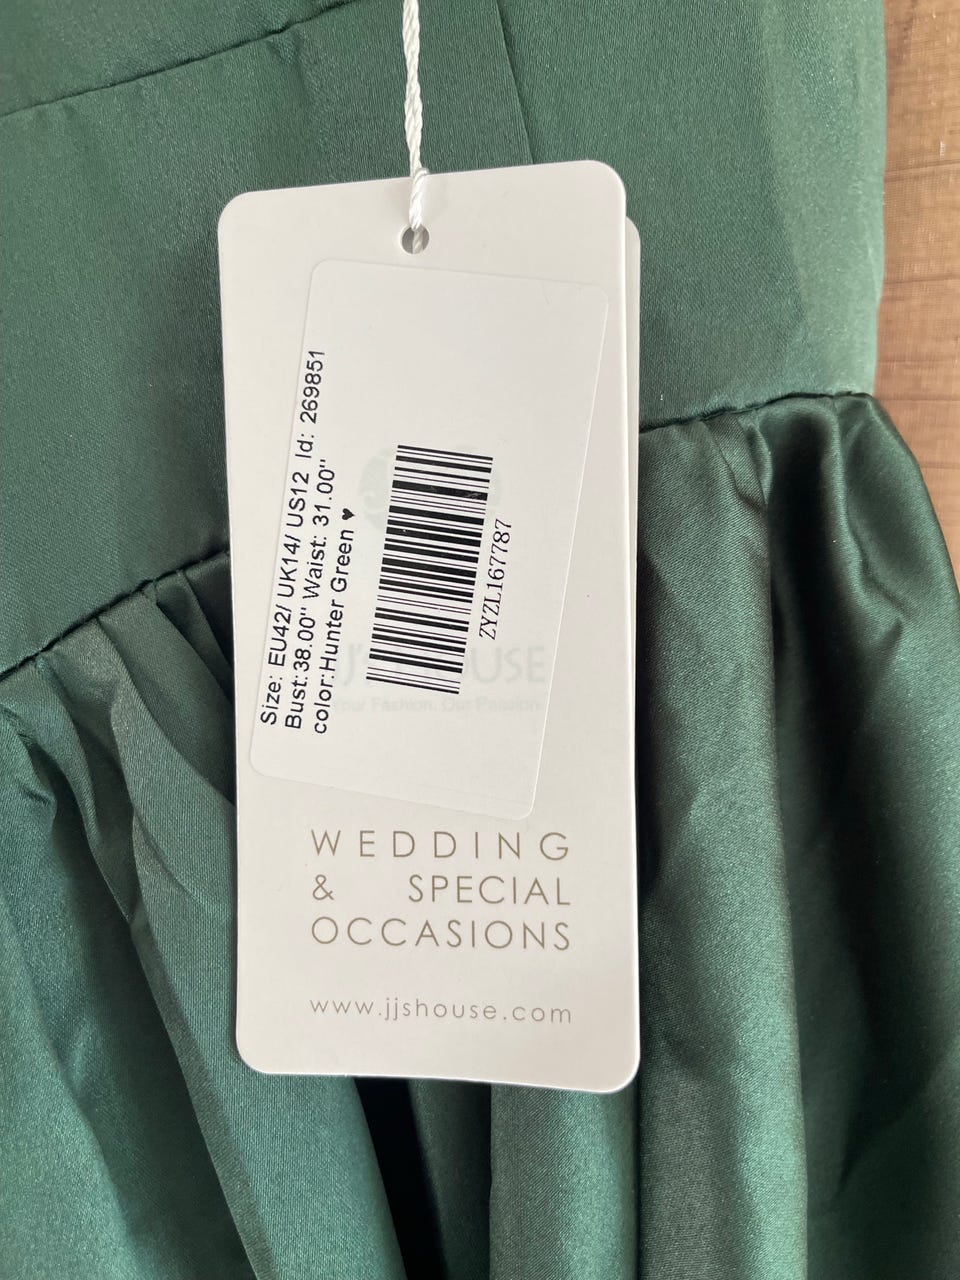 Size: EU42/ UK14/ US12 Id: 269851
Bust:38.00'' Waist: 31.00''
color:Hunter Green ♥
ZYZL167787
JJ'S HOUSE
Your Fashion. Our Passion.
WEDDING
& SPECIAL
OCCASIONS
www.jjshouse.com